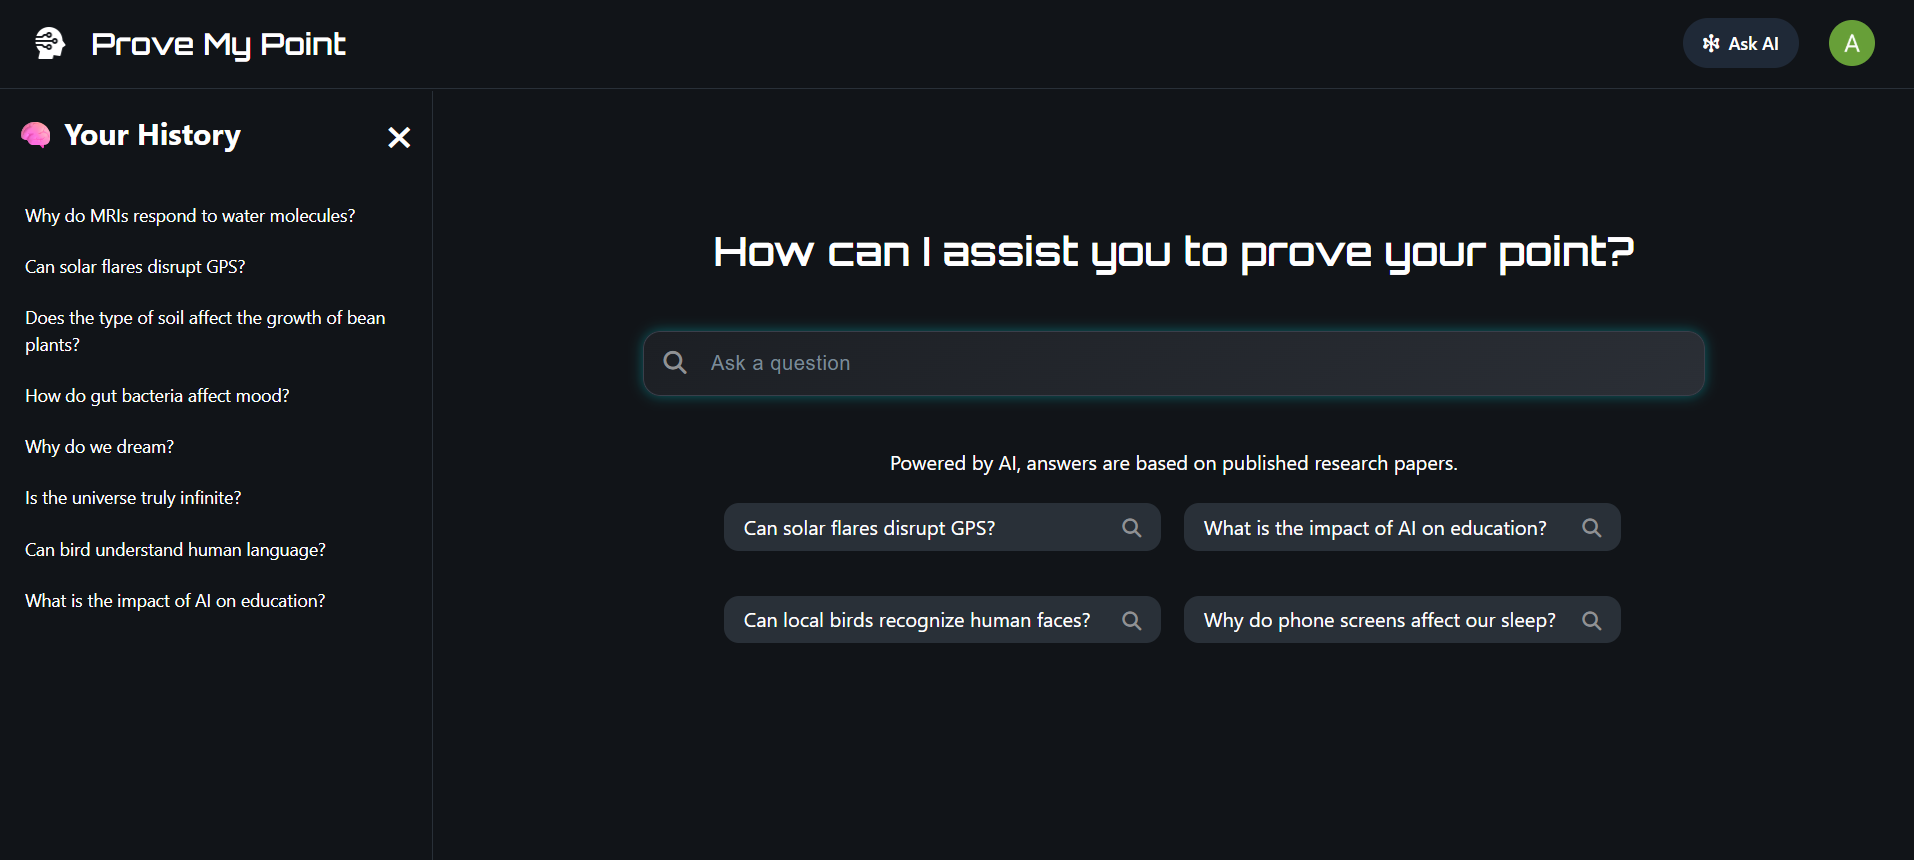 Prove My Point
Ask AI
A
Your History
Why do MRIs respond to water molecules?
Can solar flares disrupt GPS?
Does the type of soil affect the growth of bean
plants?
How do gut bacteria affect mood?
Why do we dream?
Is the universe truly infinite?
Can bird understand human language?
What is the impact of AI on education?
How can I assist you to prove your point?
Ask a question
Powered by AI, answers are based on published research papers.
Can solar flares disrupt GPS?
What is the impact of AI on education?
Can local birds recognize human faces?
Why do phone screens affect our sleep?